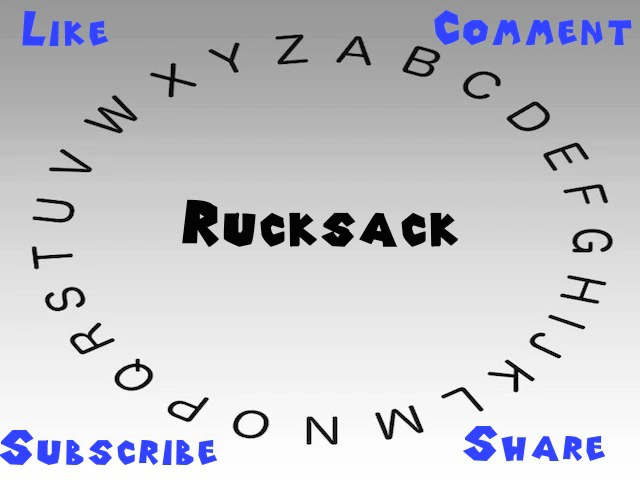 Like
Comment
A B C D E F G H I J K L M N O P Q R S T U V W X Y Z
Rucksack
Subscribe
Share